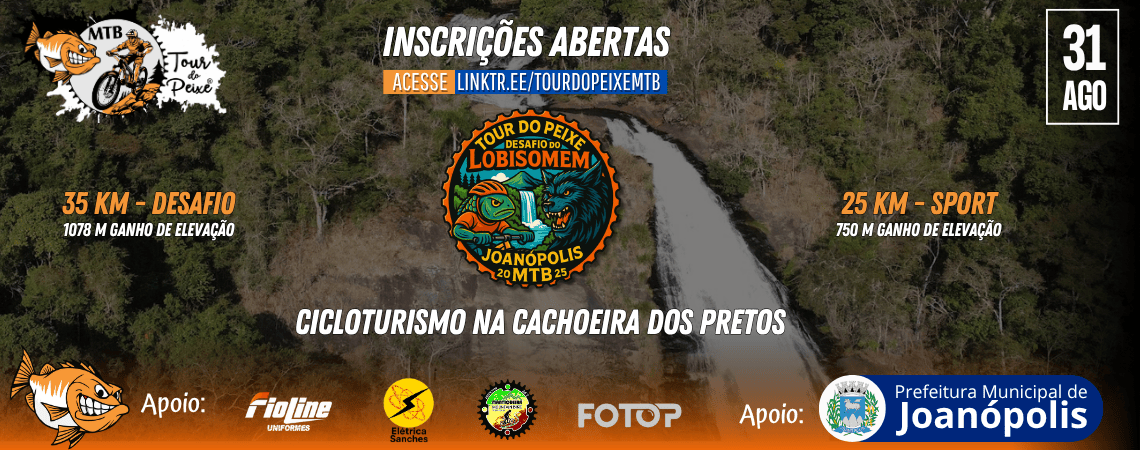 MTB
Tour
do
Peixe
INSCRIÇÕES ABERTAS
ACESSE LINKTR.EE/TOURDOPEIXEMTB
31
AGO
TOUR DO PEIXE
DESAFIO DO
LOBISOMEM
JOANÓPOLIS
20 MTB 25
35 KM - DESAFIO
1078 M GANHO DE ELEVAÇÃO
25 KM - SPORT
750 M GANHO DE ELEVAÇÃO
CICLOTURISMO NA CACHOEIRA DOS PRETOS
Apoio:
FioLine
UNIFORMES
Elétrica
Sanches
FOTOP
Apoio:
Prefeitura Municipal de
Joanópolis